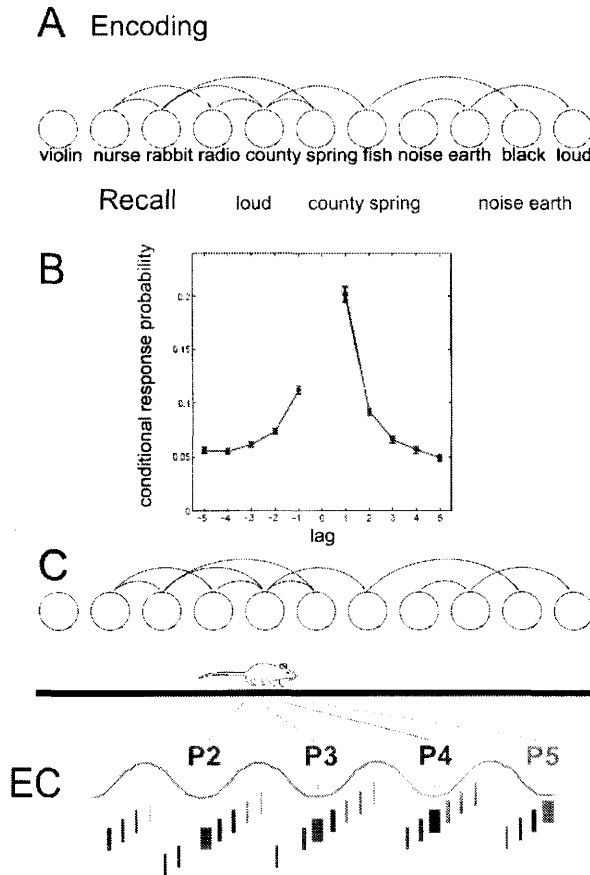 A Encoding
violin nurse rabbit radio county spring fish noise earth black loud
Recall loud county spring noise earth
B
conditional response probability
0.2
0.15
0.1
0.05
0
-5 -4 -3 -2 -1 0 1 2 3 4 5
lag
C
P2 P3 P4 P5
EC